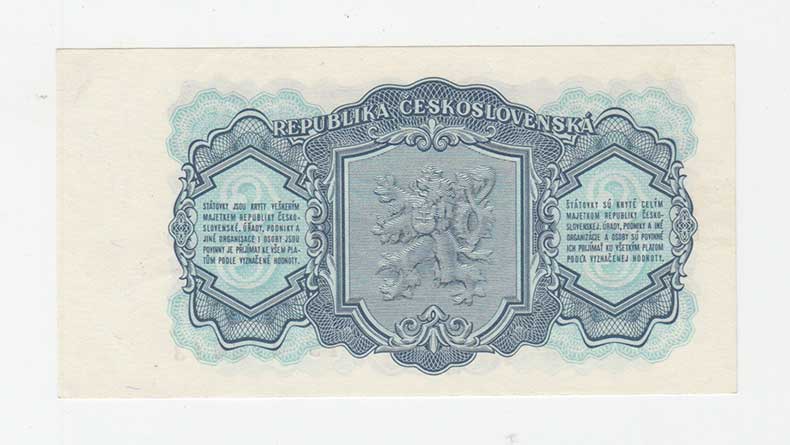 REPUBLIKA ČESKOSLOVENSKÁ
STÁTOVKY JSOU KRYTY VEŠKERÝM
MAJETKEM REPUBLIKY ČESKO-
SLOVENSKÉ. ÚŘADY, PODNIKY A
JINÉ ORGANISACE I OSOBY JSOU
POVINNY JE PŘIJÍMAT KE VŠEM PLA-
TŮM PODLE VYZNAČENÉ HODNOTY.
ŠTÁTOVKY SÚ KRYTÉ CELÝM
MAJETKOM REPUBLIKY ČESKO-
SLOVENSKEJ. ÚRADY, PODNIKY A INÉ
ORGANIZÁCIE A OSOBY SÚ POVINNÉ
ICH PRIJÍMAŤ KU VŠETKÝM PLATOM
PODĽA VYZNAČENEJ HODNOTY.